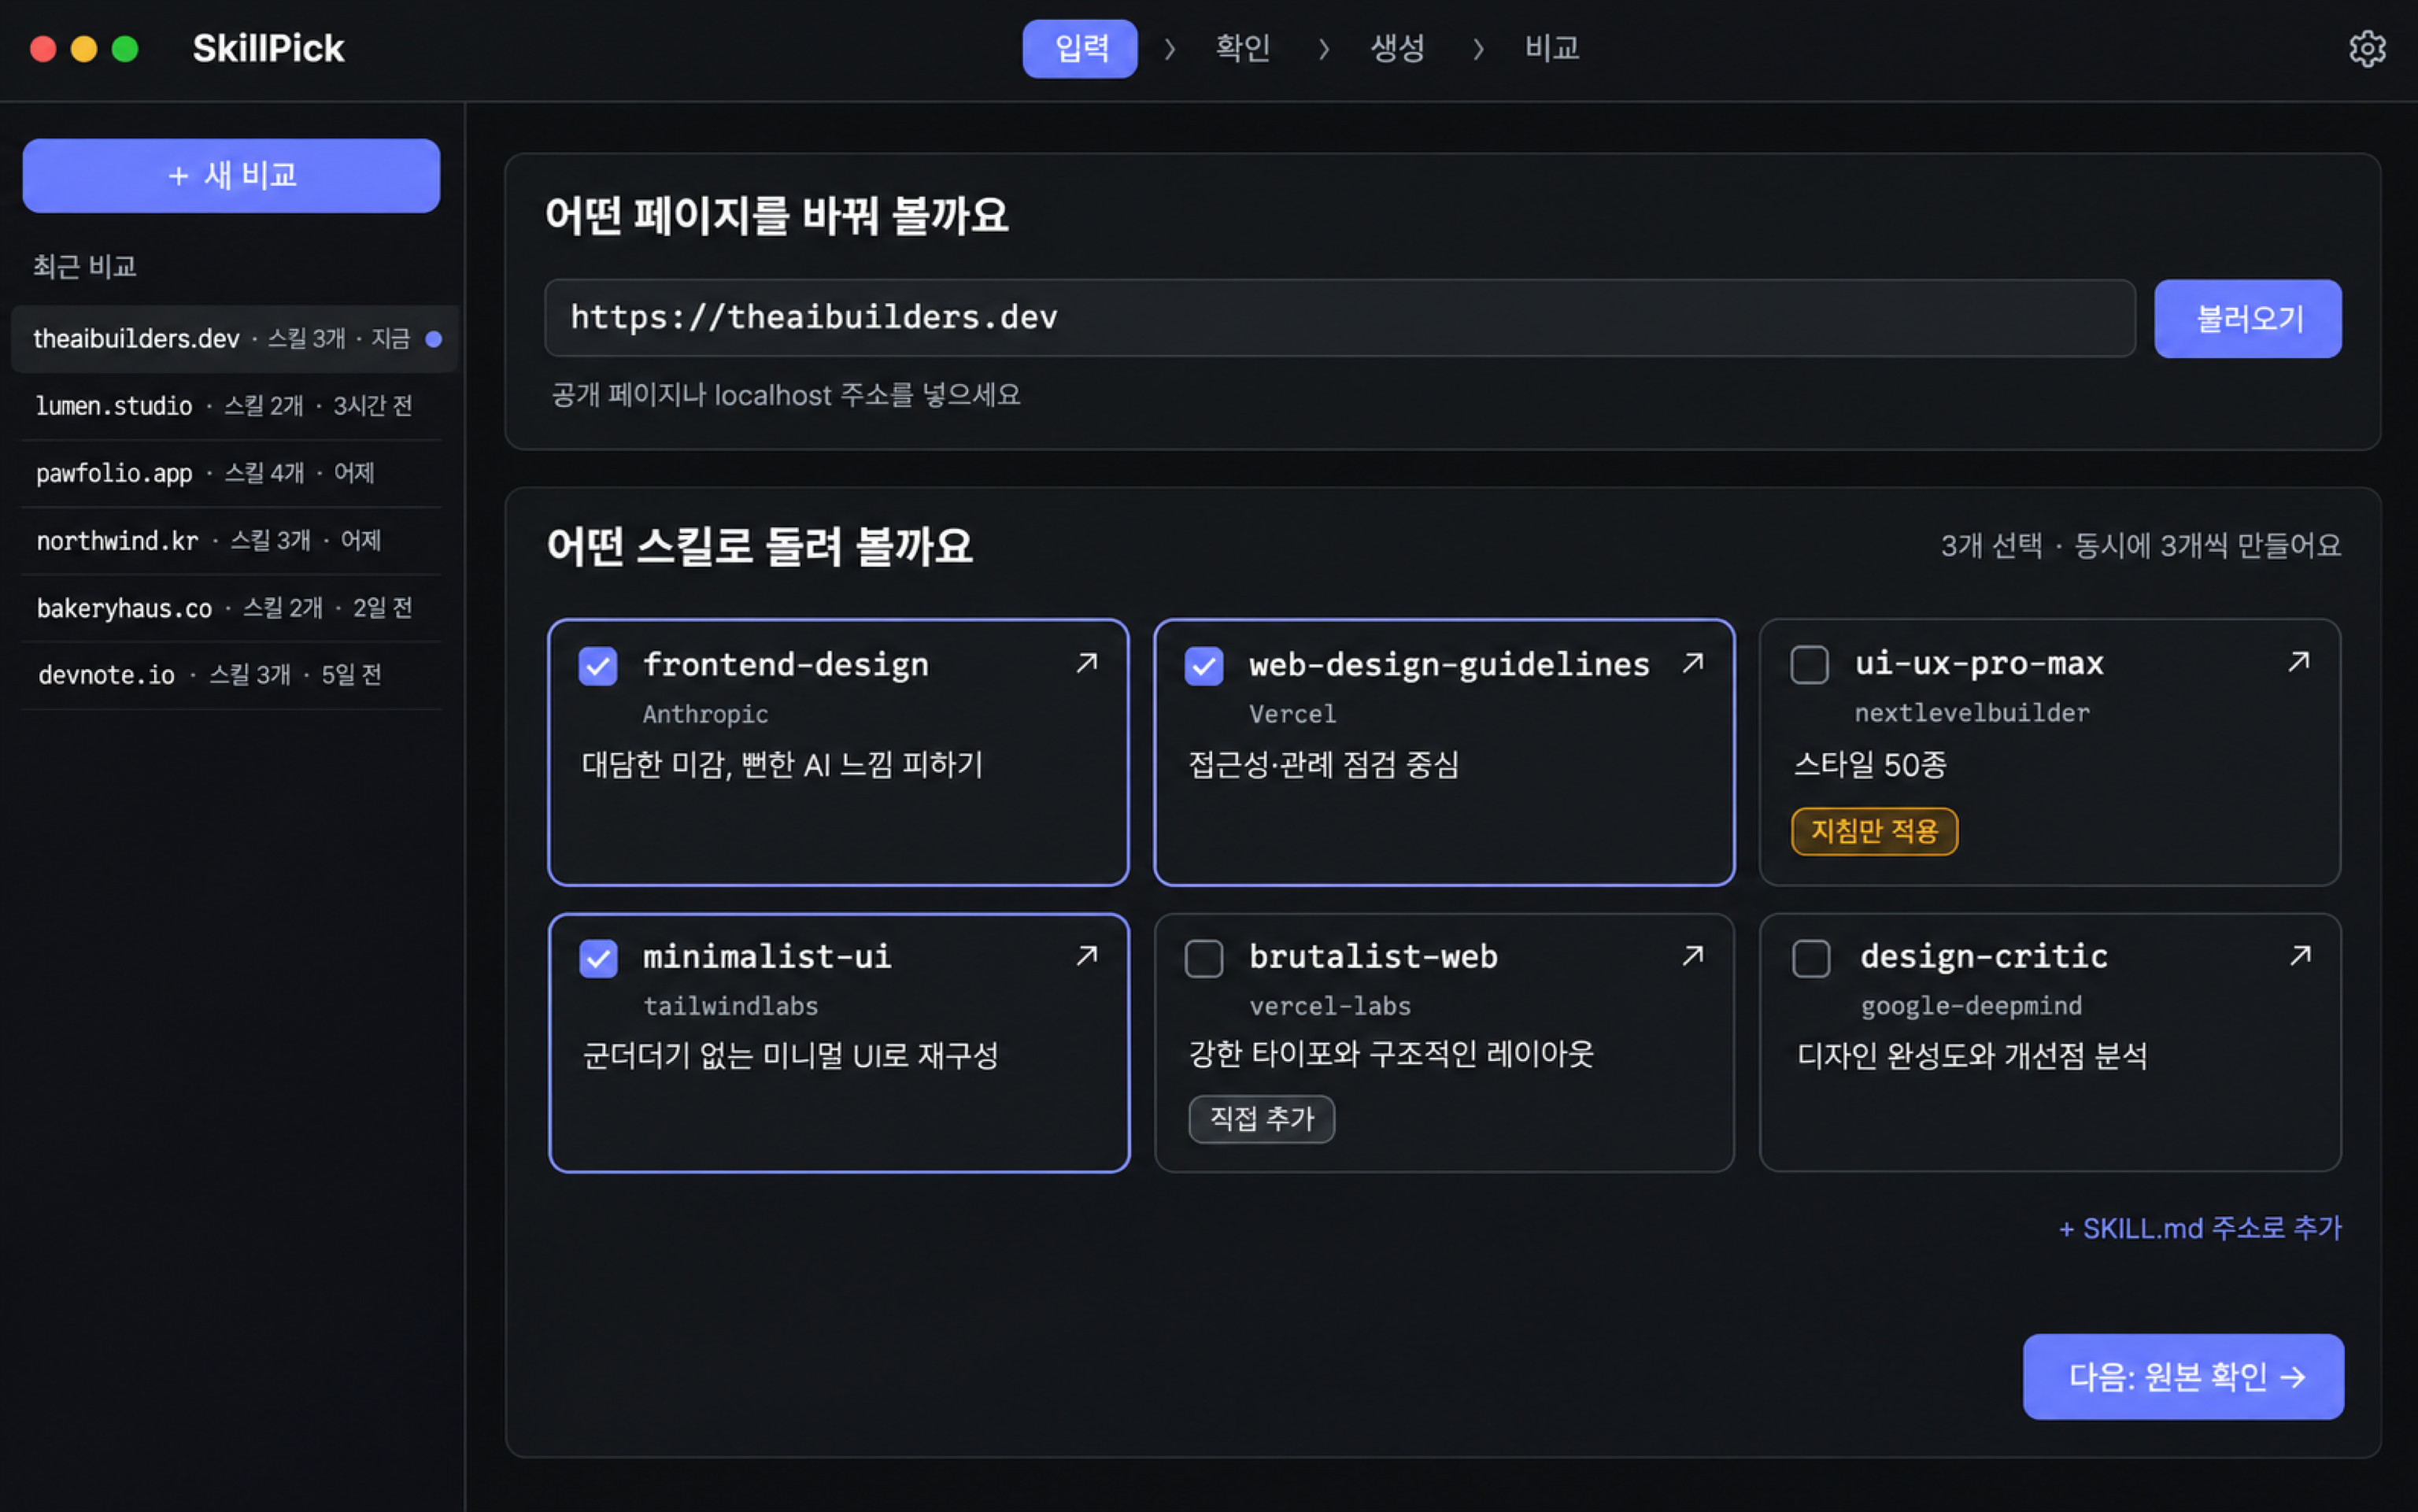 SkillPick
입력 › 확인 › 생성 › 비교
+ 새 비교
최근 비교
theaibuilders.dev · 스킬 3개 · 지금
lumen.studio · 스킬 2개 · 3시간 전
pawfolio.app · 스킬 4개 · 어제
northwind.kr · 스킬 3개 · 어제
bakeryhaus.co · 스킬 2개 · 2일 전
devnote.io · 스킬 3개 · 5일 전
어떤 페이지를 바꿔 볼까요
https://theaibuilders.dev
불러오기
공개 페이지나 localhost 주소를 넣으세요
어떤 스킬로 돌려 볼까요
3개 선택 · 동시에 3개씩 만들어요
frontend-design
Anthropic
대담한 미감, 뻔한 AI 느낌 피하기
web-design-guidelines
Vercel
접근성·관례 점검 중심
ui-ux-pro-max
nextlevelbuilder
스타일 50종
지침만 적용
minimalist-ui
tailwindlabs
군더더기 없는 미니멀 UI로 재구성
brutalist-web
vercel-labs
강한 타이포와 구조적인 레이아웃
직접 추가
design-critic
google-deepmind
디자인 완성도와 개선점 분석
+ SKILL.md 주소로 추가
다음: 원본 확인 →